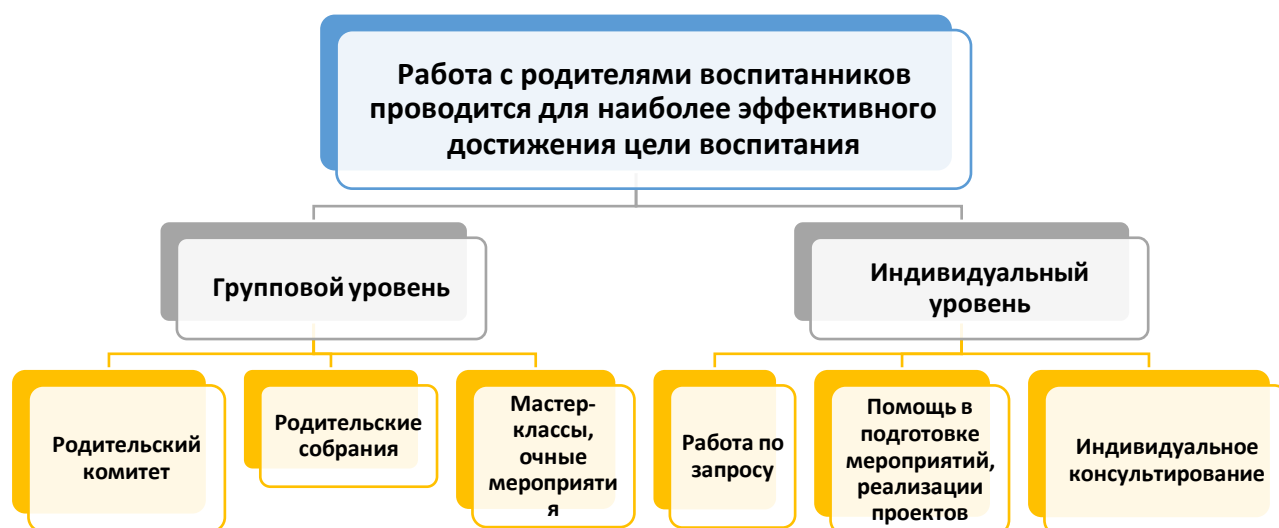 Работа с родителями воспитанников
проводится для наиболее эффективного
достижения цели воспитания
Групповой уровень
Индивидуальный
уровень
Родительский
комитет
Родительские
собрания
Мастер-
классы,
очные
мероприяти
я
Работа по
запросу
Помощь в
подготовке
мероприятий,
реализации
проектов
Индивидуальное
консультирование